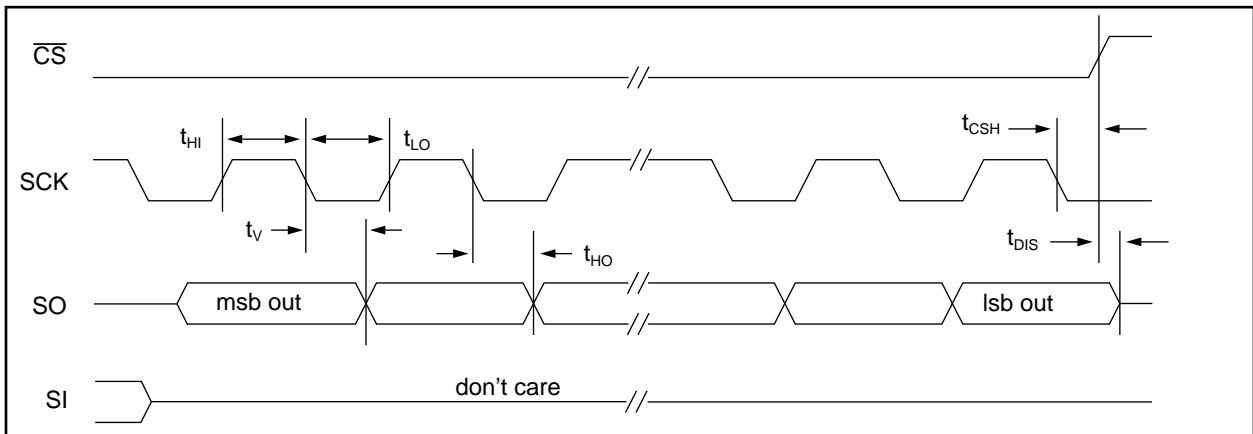 CS
tHI
tLO
tCSH
SCK
tV
tHO
tDIS
SO
msb out
lsb out
SI
don't care